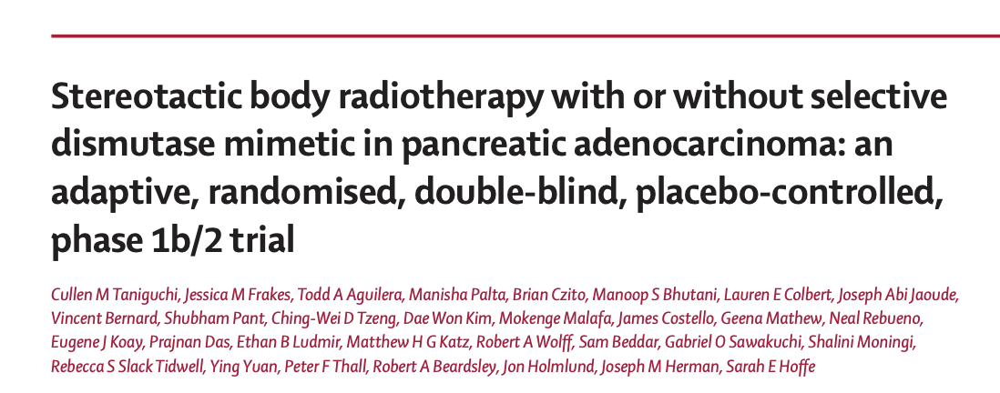 Stereotactic body radiotherapy with or without selective
dismutase mimetic in pancreatic adenocarcinoma: an
adaptive, randomised, double-blind, placebo-controlled,
phase 1b/2 trial
Cullen M Taniguchi, Jessica M Frakes, Todd A Aguilera, Manisha Palta, Brian Czito, Manoop S Bhutani, Lauren E Colbert, Joseph Abi Jaoude,
Vincent Bernard, Shubham Pant, Ching-Wei D Tzeng, Dae Won Kim, Mokenge Malafa, James Costello, Geena Mathew, Neal Rebueno,
Eugene J Koay, Prajnan Das, Ethan B Ludmir, Matthew H G Katz, Robert A Wolff, Sam Beddar, Gabriel O Sawakuchi, Shalini Moningi,
Rebecca S Slack Tidwell, Ying Yuan, Peter F Thall, Robert A Beardsley, Jon Holmlund, Joseph M Herman, Sarah E Hoffe